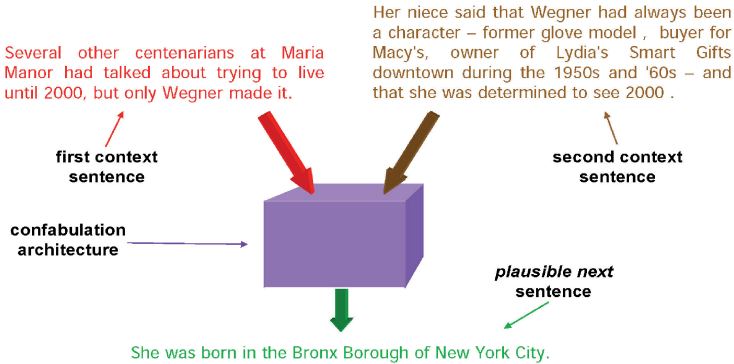 Several other centenarians at Maria
Manor had talked about trying to live
until 2000, but only Wegner made it.
Her niece said that Wegner had always been
a character – former glove model , buyer for
Macy's, owner of Lydia's Smart Gifts
downtown during the 1950s and '60s – and
that she was determined to see 2000 .
first context
sentence
second context
sentence
confabulation
architecture
plausible next
sentence
She was born in the Bronx Borough of New York City.